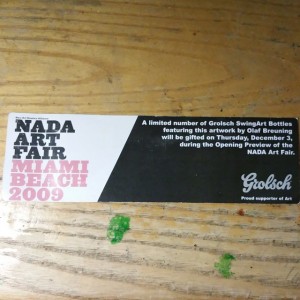 NADA
ART
FAIR
MIAMI
BEACH
2009
A limited number of Grolsch SwingArt Bottles
featuring this artwork by Olaf Breuning
will be gifted on Thursday, December 3,
during the Opening Preview of the
NADA Art Fair.
Grolsch
Proud supporter of Art